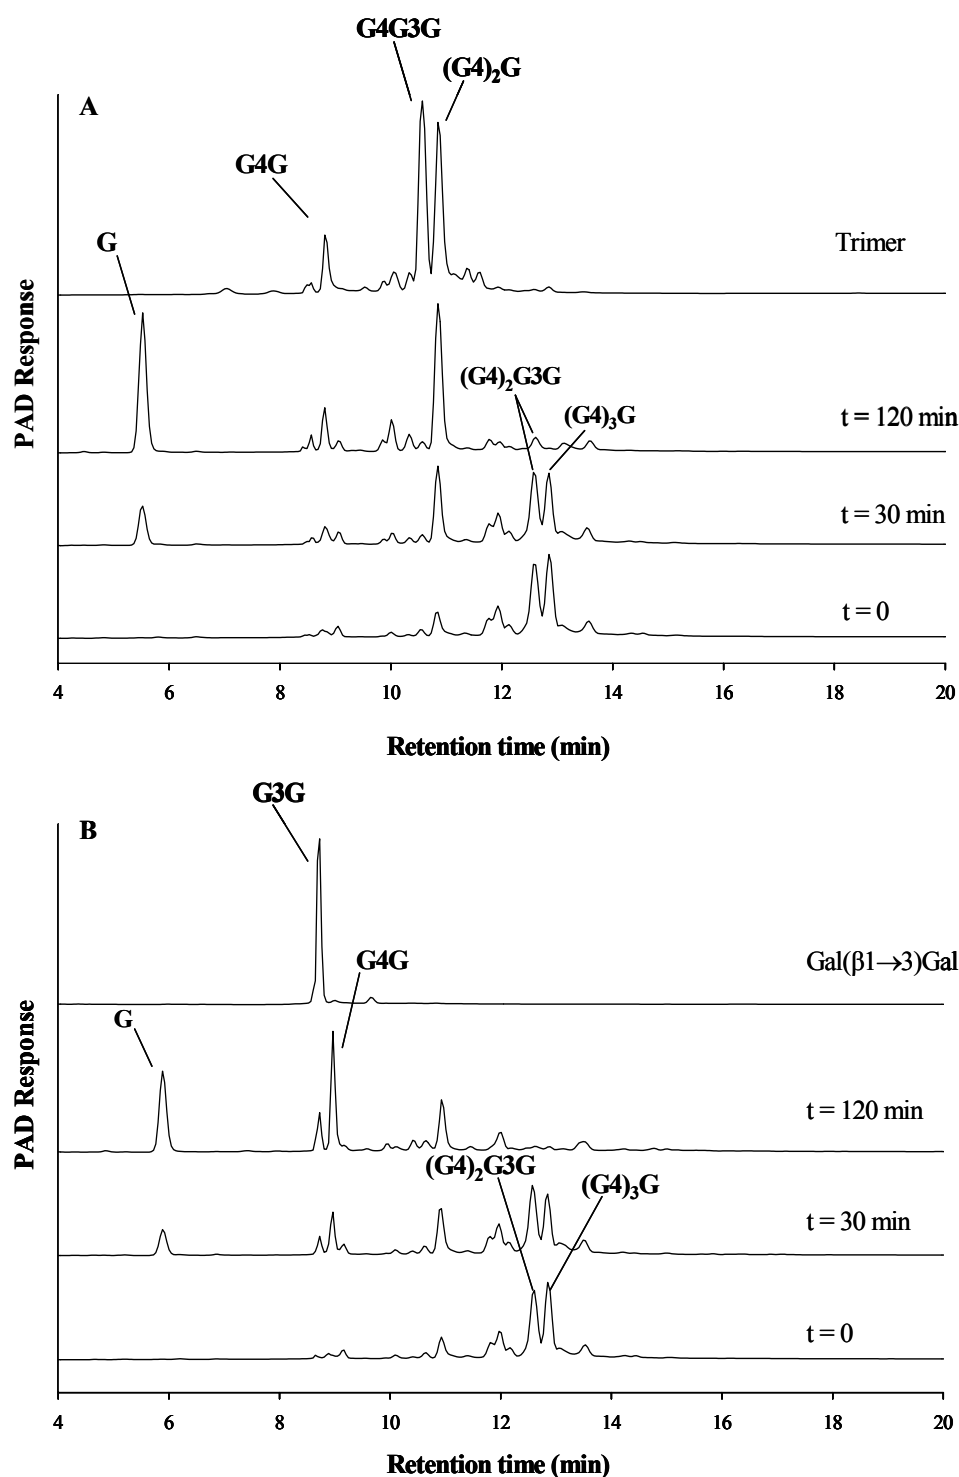 G4G3G
(G4)₂G
A
G4G
G
Trimer
(G4)₂G3G
(G4)₃G
t = 120 min
t = 30 min
t = 0
PAD Response
4 6 8 10 12 14 16 18 20
Retention time (min)
G3G
B
Gal(β1→3)Gal
G4G
G
t = 120 min
(G4)₂G3G
(G4)₃G
t = 30 min
t = 0
PAD Response
4 6 8 10 12 14 16 18 20
Retention time (min)